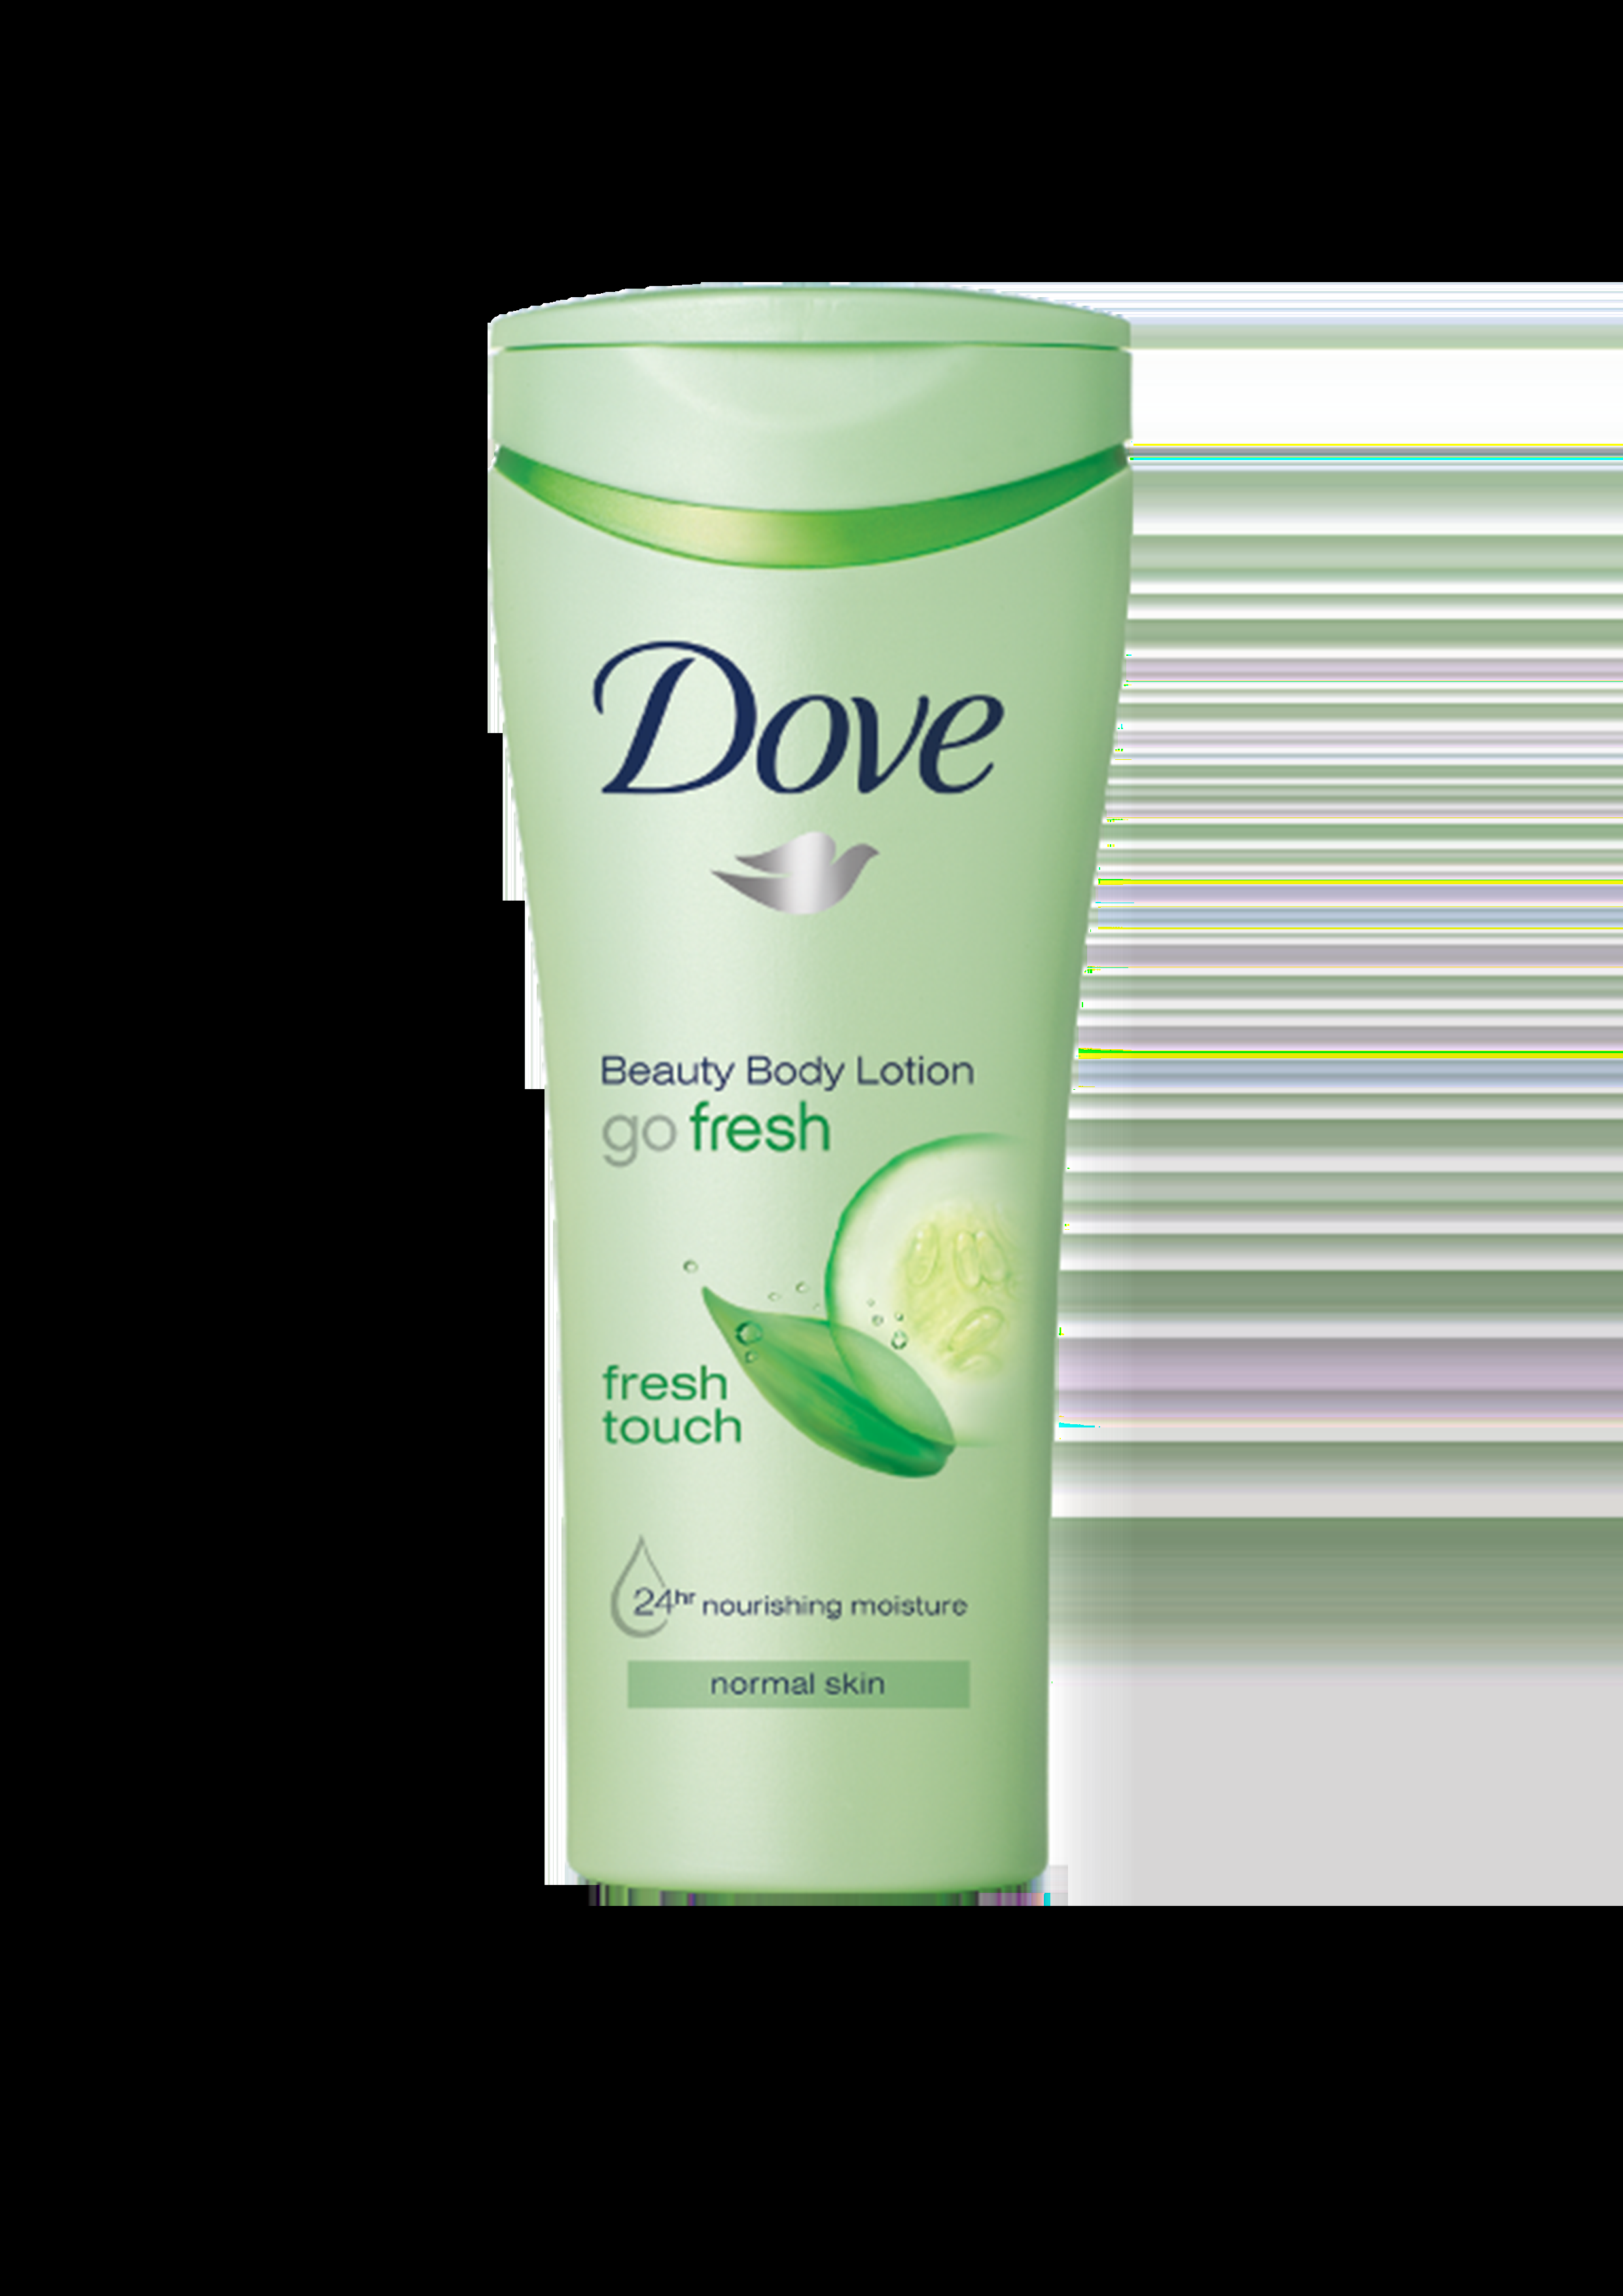 Dove
Beauty Body Lotion
go fresh
fresh
touch
24hr nourishing moisture
normal skin